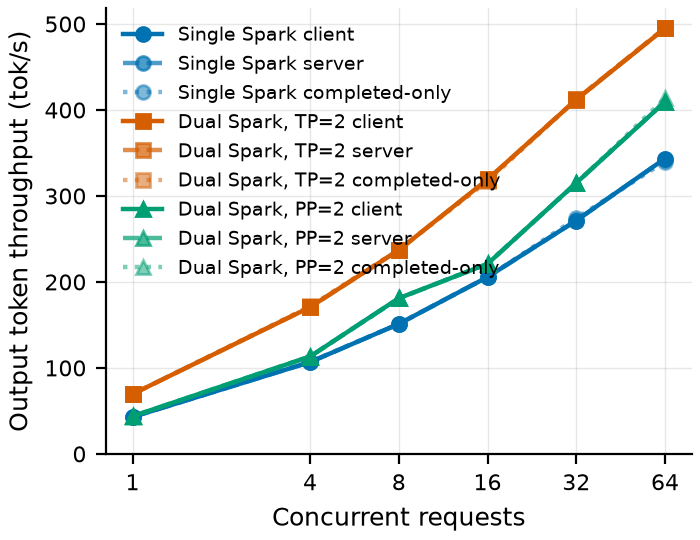 Output token throughput (tok/s)
500
400
300
200
100
0
Single Spark client
Single Spark server
Single Spark completed-only
Dual Spark, TP=2 client
Dual Spark, TP=2 server
Dual Spark, TP=2 completed-only
Dual Spark, PP=2 client
Dual Spark, PP=2 server
Dual Spark, PP=2 completed-only
1 4 8 16 32 64
Concurrent requests